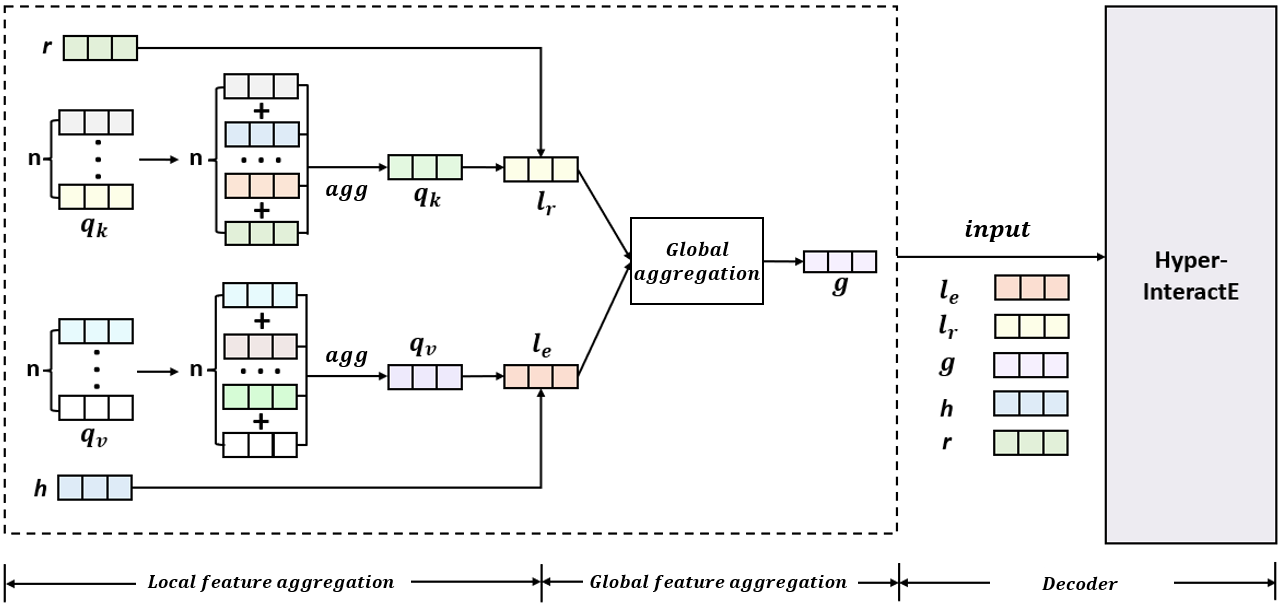 r
n
q_k
n
+
· · ·
+
agg
q_k
l_r
Global
aggregation
g
n
q_v
n
+
· · ·
+
agg
q_v
l_e
h
input
l_e
l_r
g
h
r
Hyper-
InteractE
Local feature aggregation
Global feature aggregation
Decoder